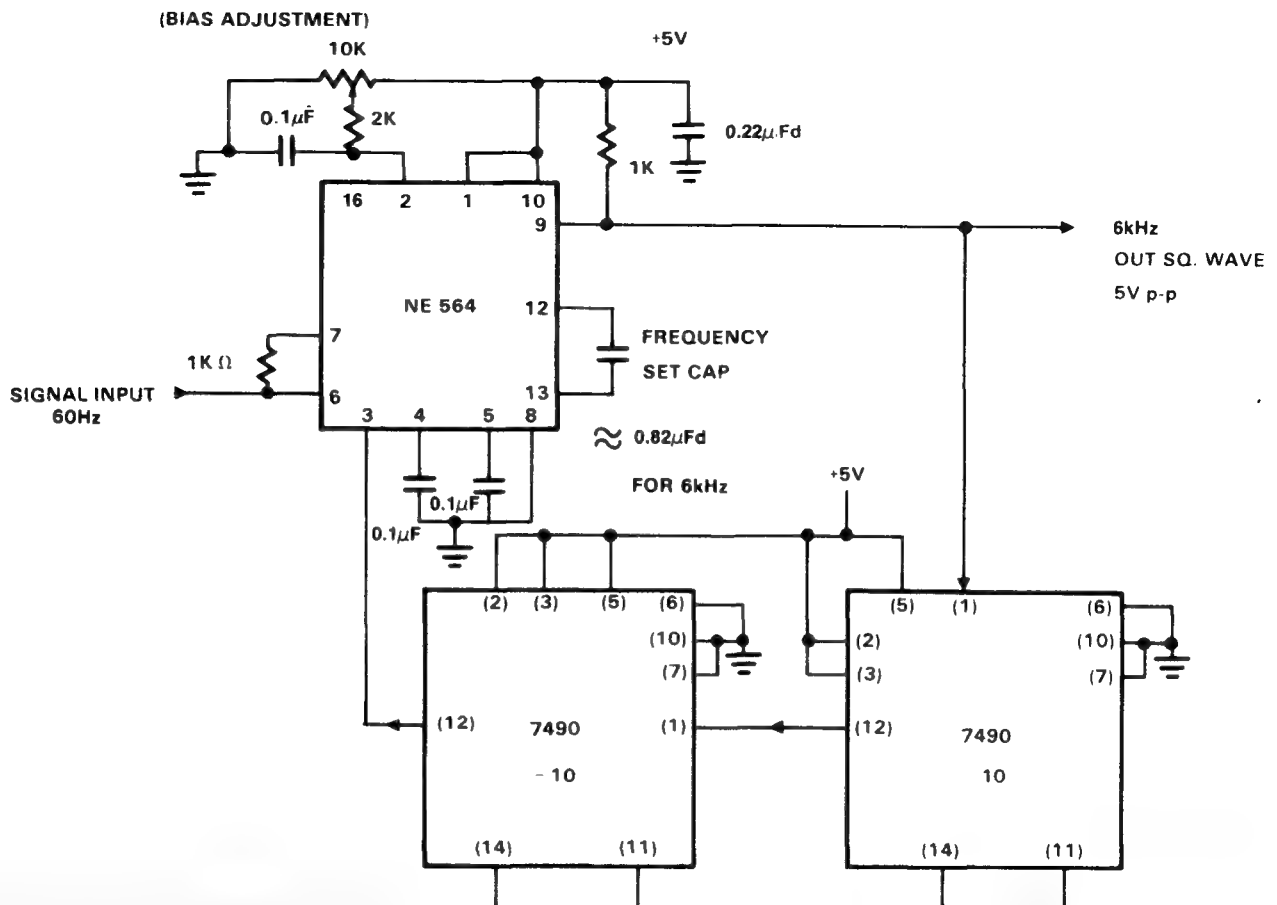 (BIAS ADJUSTMENT)
10K
+5V
0.1μF
2K
0.22μFd
1K
16
2
1
10
9
6kHz
OUT SQ. WAVE
5V p-p
NE 564
12
FREQUENCY
SET CAP
7
1K Ω
SIGNAL INPUT
60Hz
6
13
3
4
5
8
≈ 0.82μFd
FOR 6kHz
0.1μF
0.1μF
+5V
(2)
(3)
(5)
(6)
(10)
(7)
(12)
(1)
7490
- 10
(14)
(11)
(5)
(1)
(6)
(2)
(10)
(3)
(7)
(12)
7490
10
(14)
(11)